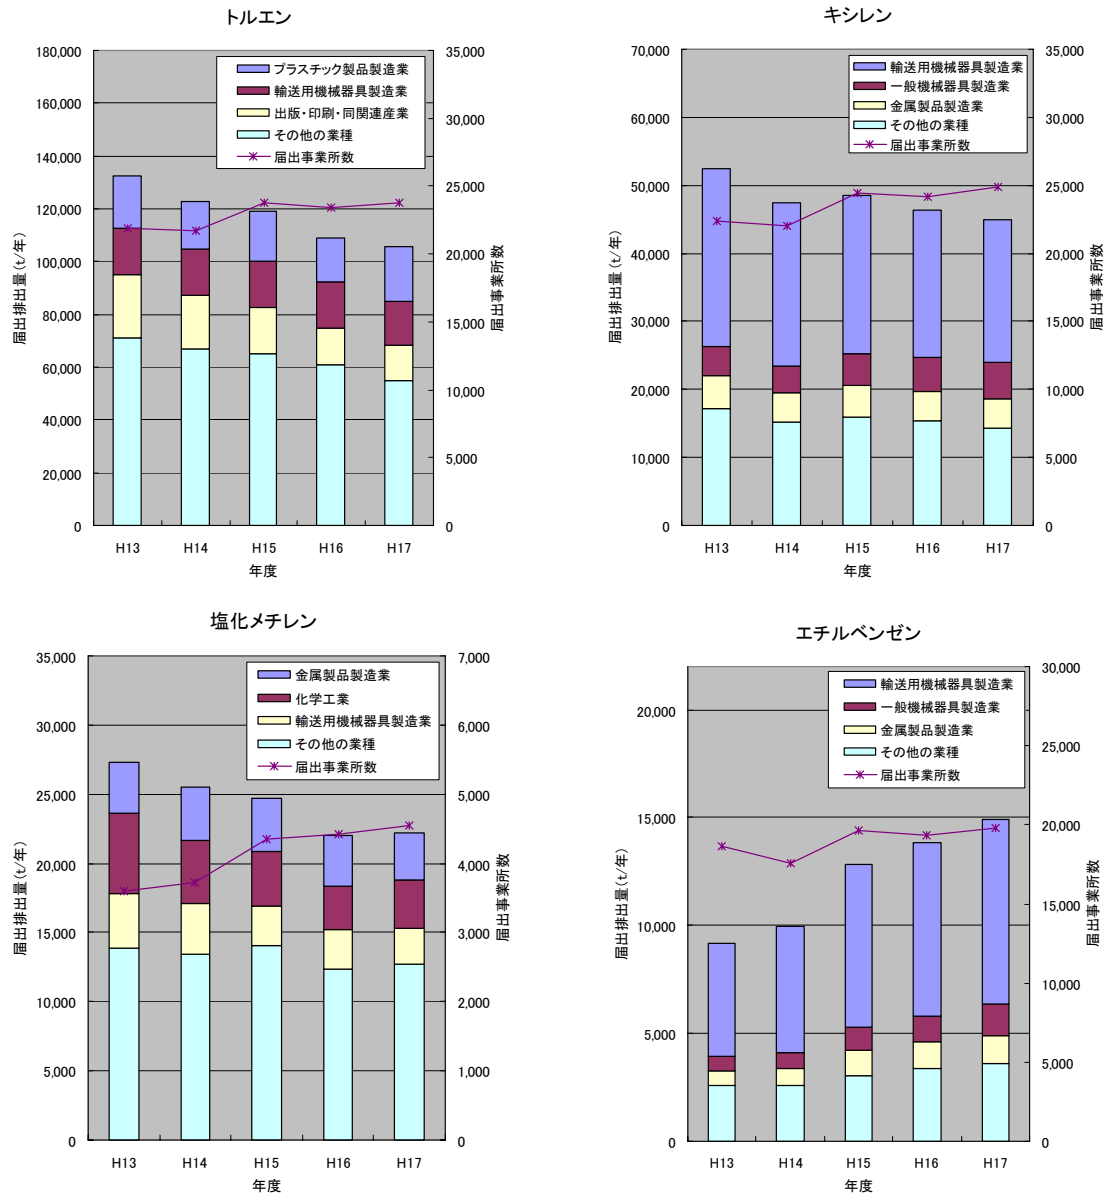 トルエン
180,000
160,000
140,000
120,000
100,000
80,000
60,000
40,000
20,000
0
届出排出量(t/年)
プラスチック製品製造業
輸送用機械器具製造業
出版・印刷・同関連産業
その他の業種
届出事業所数
35,000
30,000
25,000
20,000
15,000
10,000
5,000
0
届出事業所数
H13 H14 H15 H16 H17
年度
キシレン
70,000
60,000
50,000
40,000
30,000
20,000
10,000
0
届出排出量(t/年)
輸送用機械器具製造業
一般機械器具製造業
金属製品製造業
その他の業種
届出事業所数
35,000
30,000
25,000
20,000
15,000
10,000
5,000
0
届出事業所数
H13 H14 H15 H16 H17
年度
塩化メチレン
35,000
30,000
25,000
20,000
15,000
10,000
5,000
0
届出排出量(t/年)
金属製品製造業
化学工業
輸送用機械器具製造業
その他の業種
届出事業所数
7,000
6,000
5,000
4,000
3,000
2,000
1,000
0
届出事業所数
H13 H14 H15 H16 H17
年度
エチルベンゼン
20,000
15,000
10,000
5,000
0
届出排出量(t/年)
輸送用機械器具製造業
一般機械器具製造業
金属製品製造業
その他の業種
届出事業所数
30,000
25,000
20,000
15,000
10,000
5,000
0
届出事業所数
H13 H14 H15 H16 H17
年度